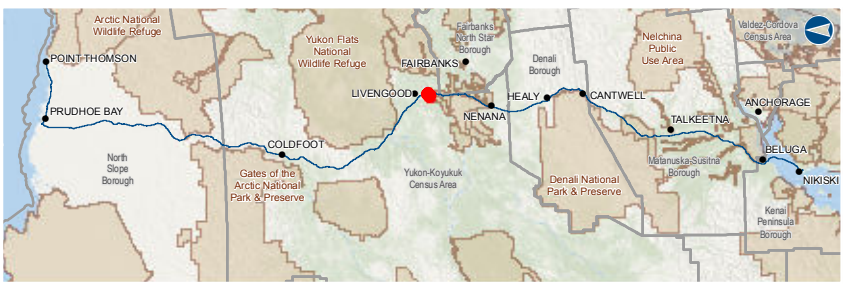 Arctic National
Wildlife Refuge
POINT THOMSON
PRUDHOE BAY
North
Slope
Borough
COLDFOOT
Gates of the
Arctic National
Park & Preserve
Yukon Flats
National
Wildlife Refuge
LIVENGOOD
Fairbanks
North Star
Borough
FAIRBANKS
NENANA
Yukon-Koyukuk
Census Area
Denali
Borough
HEALY
CANTWELL
Denali National
Park & Preserve
Nelchina
Public
Use Area
TALKEETNA
Matanuska-Susitna
Borough
Valdez-Cordova
Census Area
ANCHORAGE
BELUGA
NIKISKI
Kenai
Peninsula
Borough